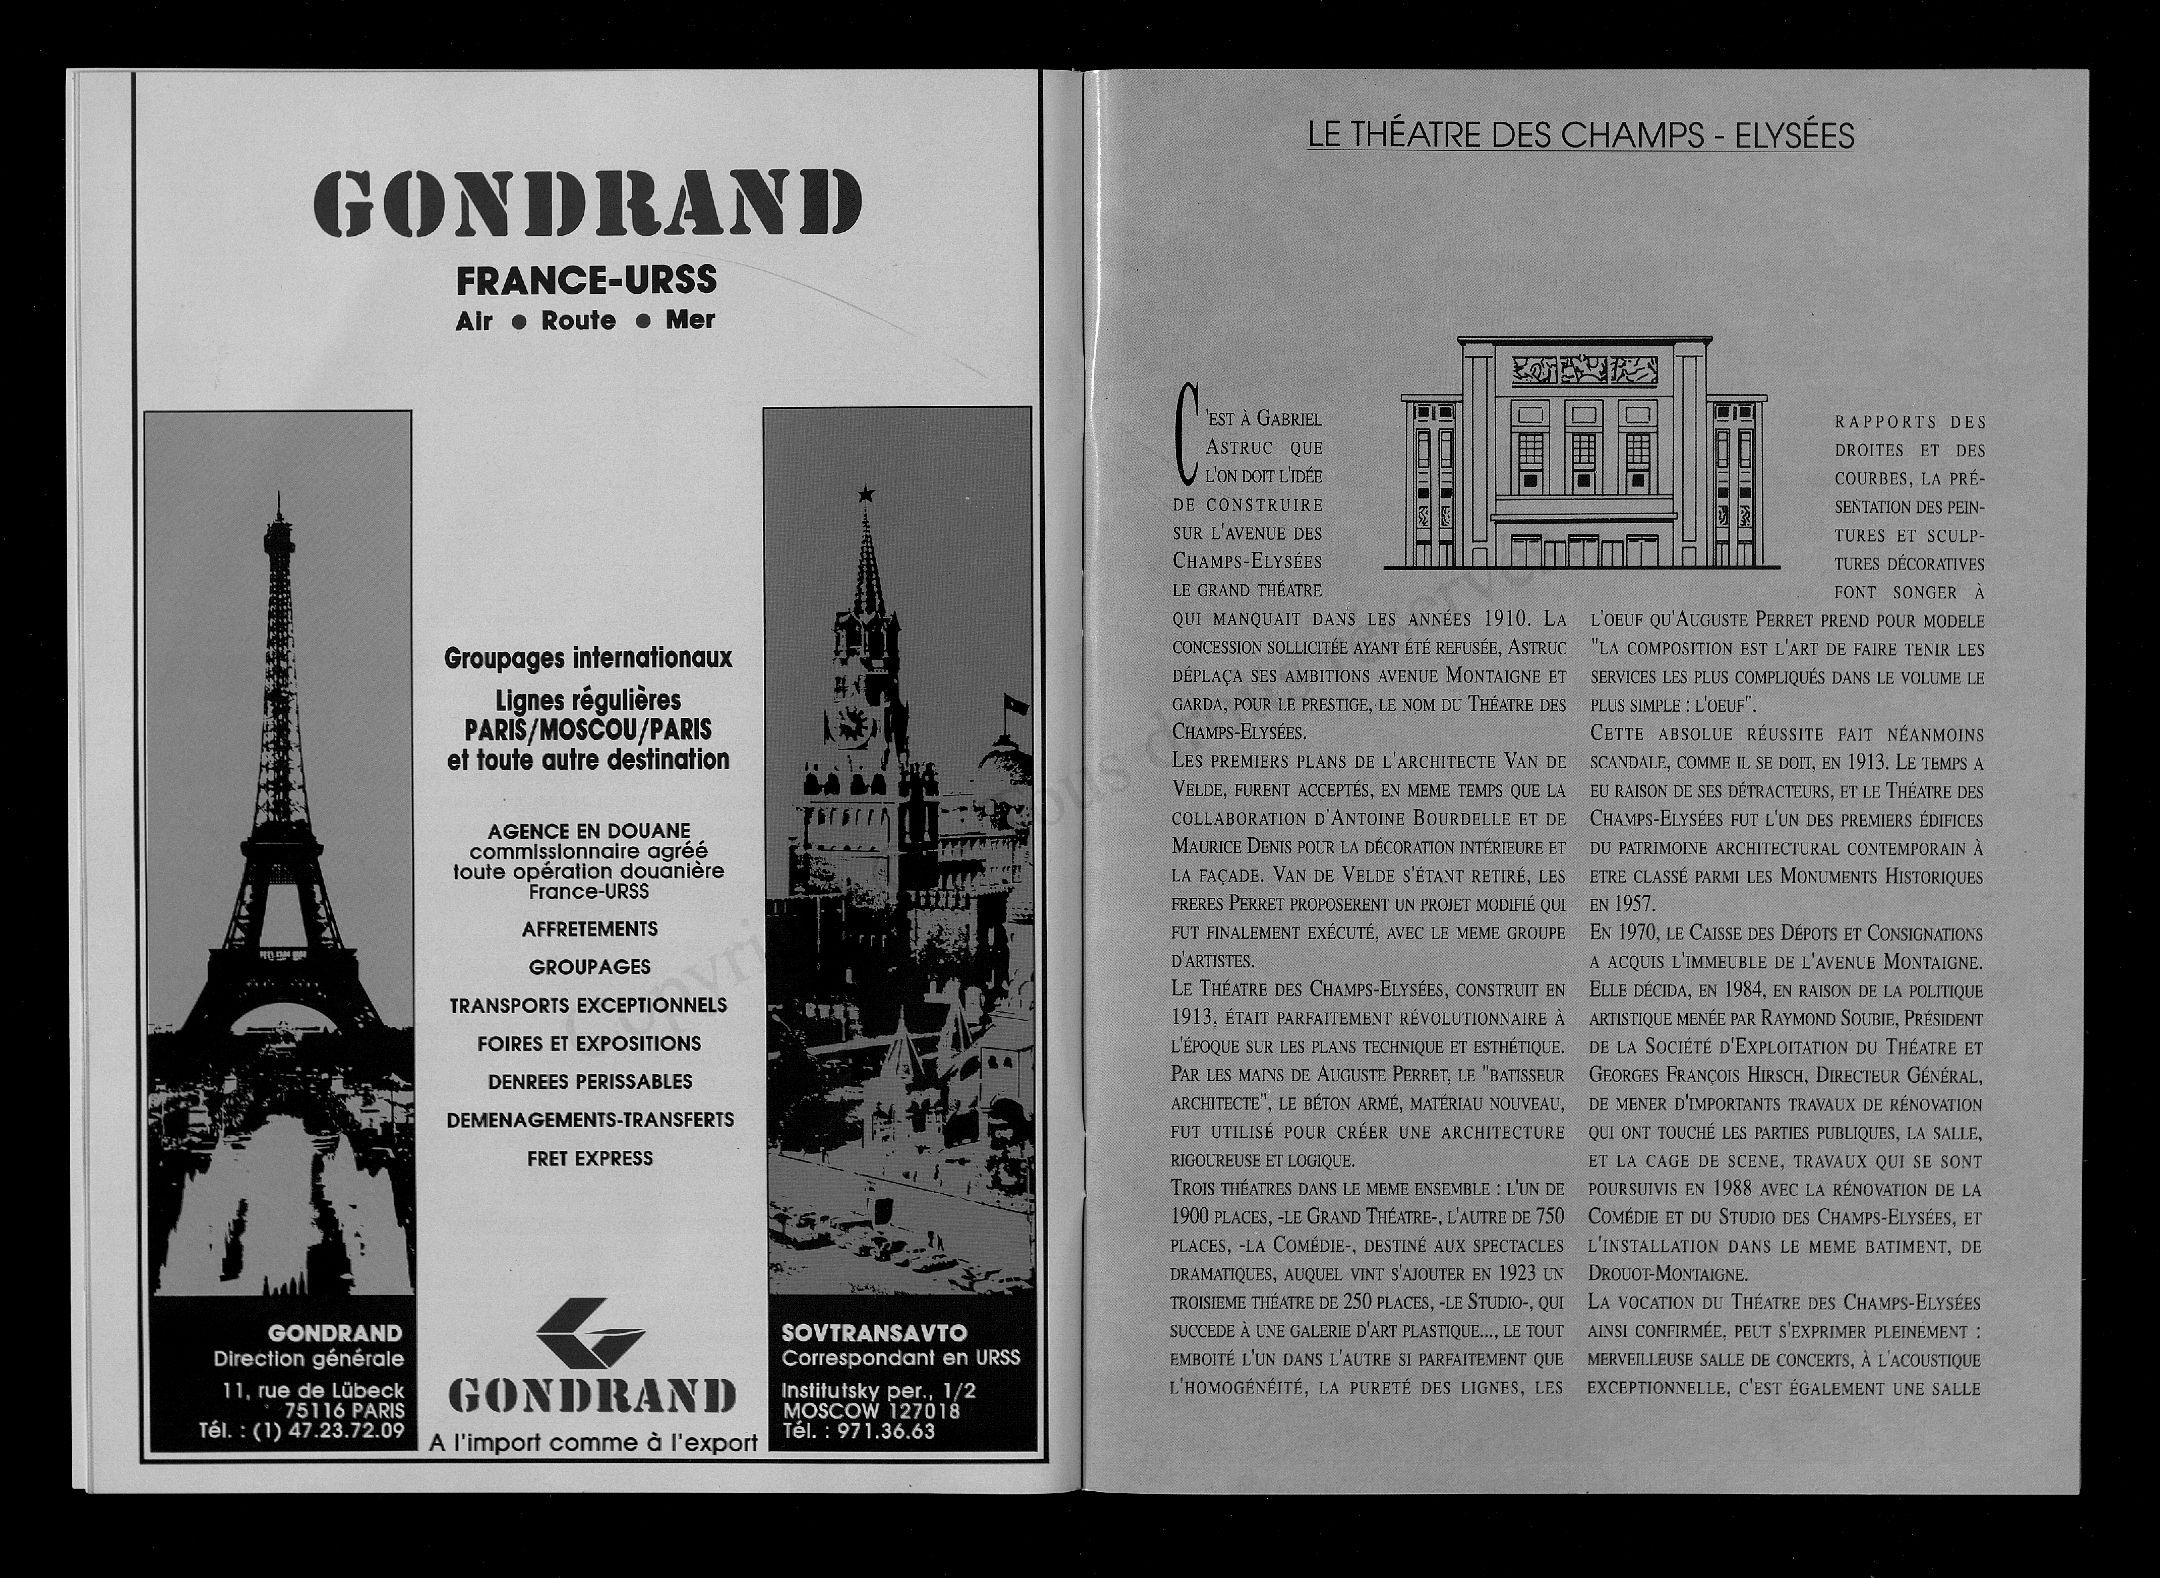 GONDRAND
FRANCE-URSS
Air ● Route ● Mer
Groupages internationaux
Lignes régulières
PARIS/MOSCOU/PARIS
et toute autre destination
AGENCE EN DOUANE
commissionnaire agréé
toute opération douanière
France-URSS
AFFRETEMENTS
GROUPAGES
TRANSPORTS EXCEPTIONNELS
FOIRES ET EXPOSITIONS
DENREES PERISSABLES
DEMENAGEMENTS-TRANSFERTS
FRET EXPRESS
GONDRAND
Direction générale
11, rue de Lübeck
75116 PARIS
Tél. : (1) 47.23.72.09
GONDRAND
A l'import comme à l'export
SOVTRANSAVTO
Correspondant en URSS
Institutsky per., 1/2
MOSCOW 127018
Tél. : 971.36.63
LE THÉATRE DES CHAMPS - ELYSÉES
C'EST À GABRIEL
ASTRUC QUE
L'ON DOIT L'IDÉE
DE CONSTRUIRE
SUR L'AVENUE DES
CHAMPS-ELYSÉES
LE GRAND THÉATRE
QUI MANQUAIT DANS LES ANNÉES 1910. LA
CONCESSION SOLLICITÉE AYANT ÉTÉ REFUSÉE, ASTRUC
DÉPLAÇA SES AMBITIONS AVENUE MONTAIGNE ET
GARDA, POUR LE PRESTIGE, LE NOM DU THÉATRE DES
CHAMPS-ELYSÉES.
LES PREMIERS PLANS DE L'ARCHITECTE VAN DE
VELDE, FURENT ACCEPTÉS, EN MEME TEMPS QUE LA
COLLABORATION D'ANTOINE BOURDELLE ET DE
MAURICE DENIS POUR LA DÉCORATION INTÉRIEURE ET
LA FAÇADE. VAN DE VELDE S'ÉTANT RETIRÉ, LES
FRERES PERRET PROPOSERENT UN PROJET MODIFIÉ QUI
FUT FINALEMENT EXÉCUTÉ, AVEC LE MEME GROUPE
D'ARTISTES.
LE THÉATRE DES CHAMPS-ELYSÉES, CONSTRUIT EN
1913, ÉTAIT PARFAITEMENT RÉVOLUTIONNAIRE À
L'ÉPOQUE SUR LES PLANS TECHNIQUE ET ESTHÉTIQUE.
PAR LES MAINS DE AUGUSTE PERRET, LE "BATISSEUR
ARCHITECTE", LE BÉTON ARMÉ, MATÉRIAU NOUVEAU,
FUT UTILISÉ POUR CRÉER UNE ARCHITECTURE
RIGOUREUSE ET LOGIQUE.
TROIS THÉATRES DANS LE MEME ENSEMBLE : L'UN DE
1900 PLACES, -LE GRAND THÉATRE-, L'AUTRE DE 750
PLACES, -LA COMÉDIE-, DESTINÉ AUX SPECTACLES
DRAMATIQUES, AUQUEL VINT S'AJOUTER EN 1923 UN
TROISIEME THÉATRE DE 250 PLACES, -LE STUDIO-, QUI
SUCCEDE À UNE GALERIE D'ART PLASTIQUE..., LE TOUT
EMBOITÉ L'UN DANS L'AUTRE SI PARFAITEMENT QUE
L'HOMOGÉNÉITÉ, LA PURETÉ DES LIGNES, LES
RAPPORTS DES
DROITES ET DES
COURBES, LA PRÉ-
SENTATION DES PEIN-
TURES ET SCULP-
TURES DÉCORATIVES
FONT SONGER À
L'OEUF QU'AUGUSTE PERRET PREND POUR MODELE
"LA COMPOSITION EST L'ART DE FAIRE TENIR LES
SERVICES LES PLUS COMPLIQUÉS DANS LE VOLUME LE
PLUS SIMPLE : L'OEUF".
CETTE ABSOLUE RÉUSSITE FAIT NÉANMOINS
SCANDALE, COMME IL SE DOIT, EN 1913. LE TEMPS A
EU RAISON DE SES DÉTRACTEURS, ET LE THÉATRE DES
CHAMPS-ELYSÉES FUT L'UN DES PREMIERS ÉDIFICES
DU PATRIMOINE ARCHITECTURAL CONTEMPORAIN À
ETRE CLASSÉ PARMI LES MONUMENTS HISTORIQUES
EN 1957.
EN 1970, LE CAISSE DES DÉPOTS ET CONSIGNATIONS
A ACQUIS L'IMMEUBLE DE L'AVENUE MONTAIGNE.
ELLE DÉCIDA, EN 1984, EN RAISON DE LA POLITIQUE
ARTISTIQUE MENÉE PAR RAYMOND SOUBIE, PRÉSIDENT
DE LA SOCIÉTÉ D'EXPLOITATION DU THÉATRE ET
GEORGES FRANÇOIS HIRSCH, DIRECTEUR GÉNÉRAL,
DE MENER D'IMPORTANTS TRAVAUX DE RÉNOVATION
QUI ONT TOUCHÉ LES PARTIES PUBLIQUES, LA SALLE,
ET LA CAGE DE SCENE, TRAVAUX QUI SE SONT
POURSUIVIS EN 1988 AVEC LA RÉNOVATION DE LA
COMÉDIE ET DU STUDIO DES CHAMPS-ELYSÉES, ET
L'INSTALLATION DANS LE MEME BATIMENT, DE
DROUOT-MONTAIGNE.
LA VOCATION DU THÉATRE DES CHAMPS-ELYSÉES
AINSI CONFIRMÉE, PEUT S'EXPRIMER PLEINEMENT :
MERVEILLEUSE SALLE DE CONCERTS, À L'ACOUSTIQUE
EXCEPTIONNELLE, C'EST ÉGALEMENT UNE SALLE